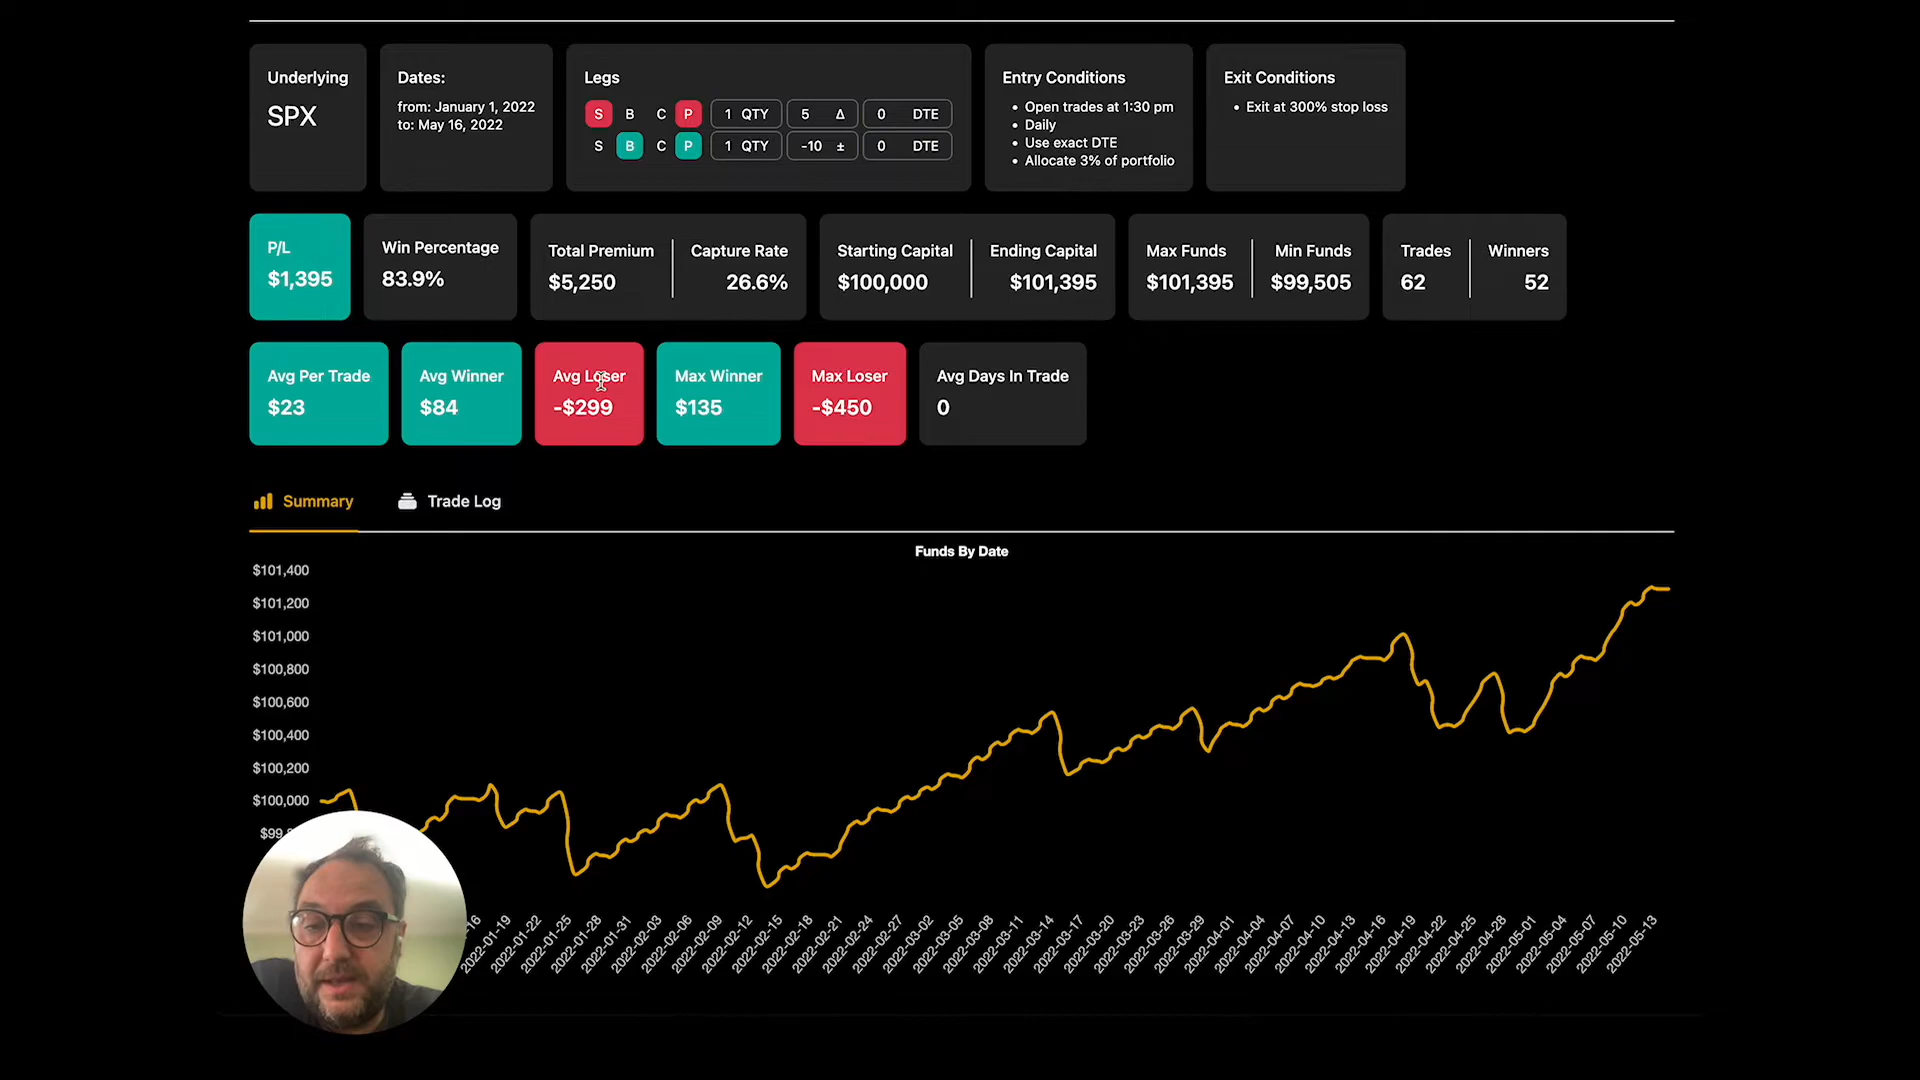 Underlying
SPX
Dates:
from: January 1, 2022
to: May 16, 2022
Legs
S B C P 1 QTY 5 Δ 0 DTE
S B C P 1 QTY -10 ± 0 DTE
Entry Conditions
• Open trades at 1:30 pm
• Daily
• Use exact DTE
• Allocate 3% of portfolio
Exit Conditions
• Exit at 300% stop loss
P/L
$1,395
Win Percentage
83.9%
Total Premium
$5,250
Capture Rate
26.6%
Starting Capital
$100,000
Ending Capital
$101,395
Max Funds
$101,395
Min Funds
$99,505
Trades
62
Winners
52
Avg Per Trade
$23
Avg Winner
$84
Avg Loser
-$299
Max Winner
$135
Max Loser
-$450
Avg Days In Trade
0
Summary
Trade Log
Funds By Date
$101,400
$101,200
$101,000
$100,800
$100,600
$100,400
$100,200
$100,000
2022-01-19
2022-01-22
2022-01-25
2022-01-28
2022-01-31
2022-02-03
2022-02-06
2022-02-09
2022-02-12
2022-02-15
2022-02-18
2022-02-21
2022-02-24
2022-02-27
2022-03-02
2022-03-05
2022-03-08
2022-03-11
2022-03-14
2022-03-17
2022-03-20
2022-03-23
2022-03-26
2022-03-29
2022-04-01
2022-04-04
2022-04-07
2022-04-10
2022-04-13
2022-04-16
2022-04-19
2022-04-22
2022-04-25
2022-04-28
2022-05-01
2022-05-04
2022-05-07
2022-05-10
2022-05-13